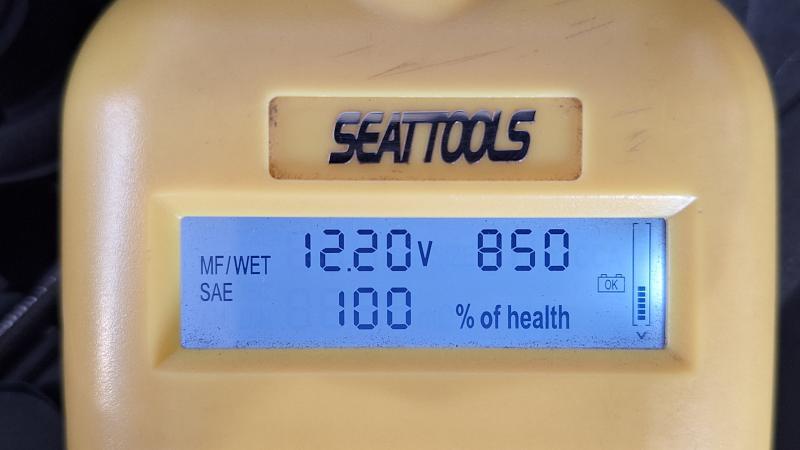 SEATTOOLS
MF/WET 12.20V 850
SAE 100 % of health
OK